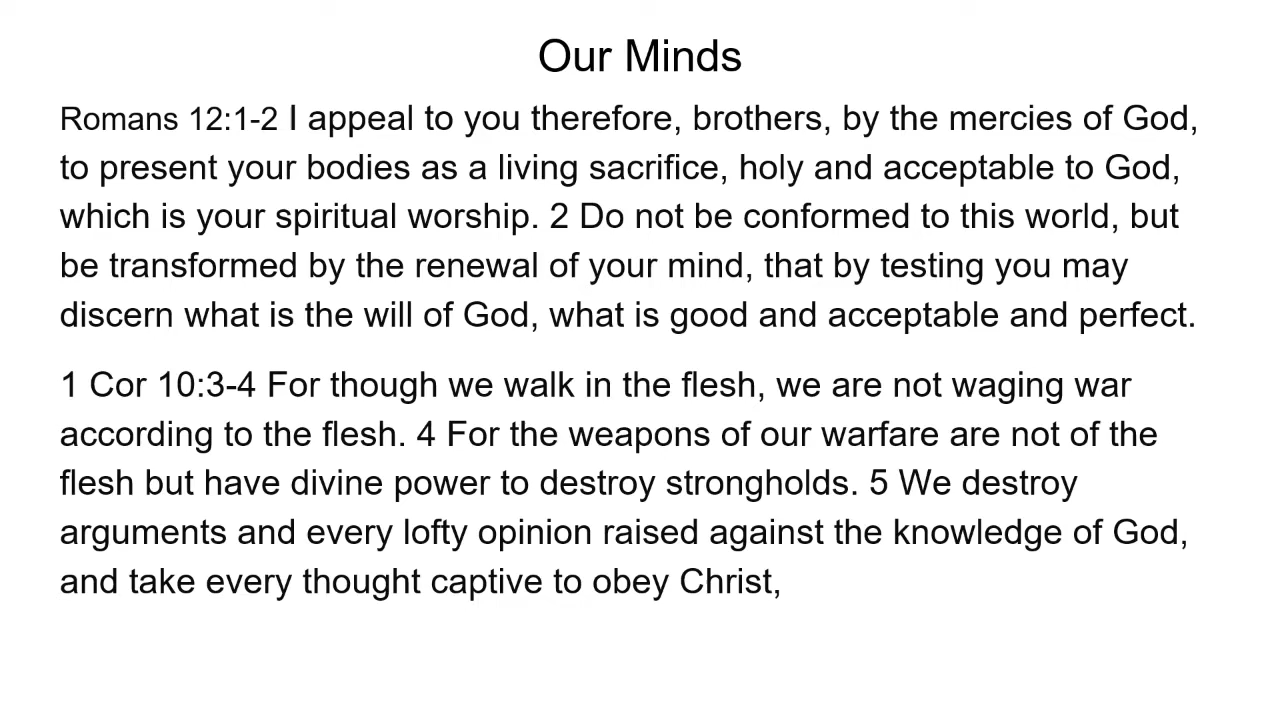 Our Minds
Romans 12:1-2 I appeal to you therefore, brothers, by the mercies of God,
to present your bodies as a living sacrifice, holy and acceptable to God,
which is your spiritual worship. 2 Do not be conformed to this world, but
be transformed by the renewal of your mind, that by testing you may
discern what is the will of God, what is good and acceptable and perfect.
1 Cor 10:3-4 For though we walk in the flesh, we are not waging war
according to the flesh. 4 For the weapons of our warfare are not of the
flesh but have divine power to destroy strongholds. 5 We destroy
arguments and every lofty opinion raised against the knowledge of God,
and take every thought captive to obey Christ,